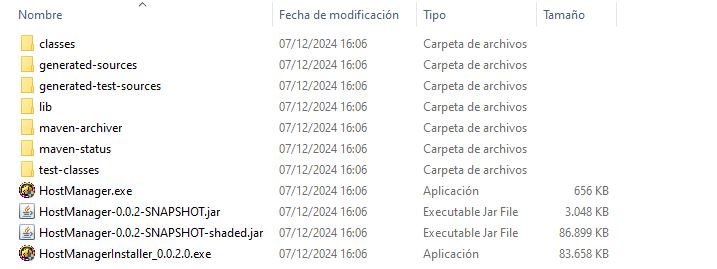 Nombre Fecha de modificación Tipo Tamaño
classes 07/12/2024 16:06 Carpeta de archivos
generated-sources 07/12/2024 16:06 Carpeta de archivos
generated-test-sources 07/12/2024 16:06 Carpeta de archivos
lib 07/12/2024 16:06 Carpeta de archivos
maven-archiver 07/12/2024 16:06 Carpeta de archivos
maven-status 07/12/2024 16:06 Carpeta de archivos
test-classes 07/12/2024 16:06 Carpeta de archivos
HostManager.exe 07/12/2024 16:06 Aplicación 656 KB
HostManager-0.0.2-SNAPSHOT.jar 07/12/2024 16:06 Executable Jar File 3.048 KB
HostManager-0.0.2-SNAPSHOT-shaded.jar 07/12/2024 16:06 Executable Jar File 86.899 KB
HostManagerInstaller_0.0.2.0.exe 07/12/2024 16:06 Aplicación 83.658 KB